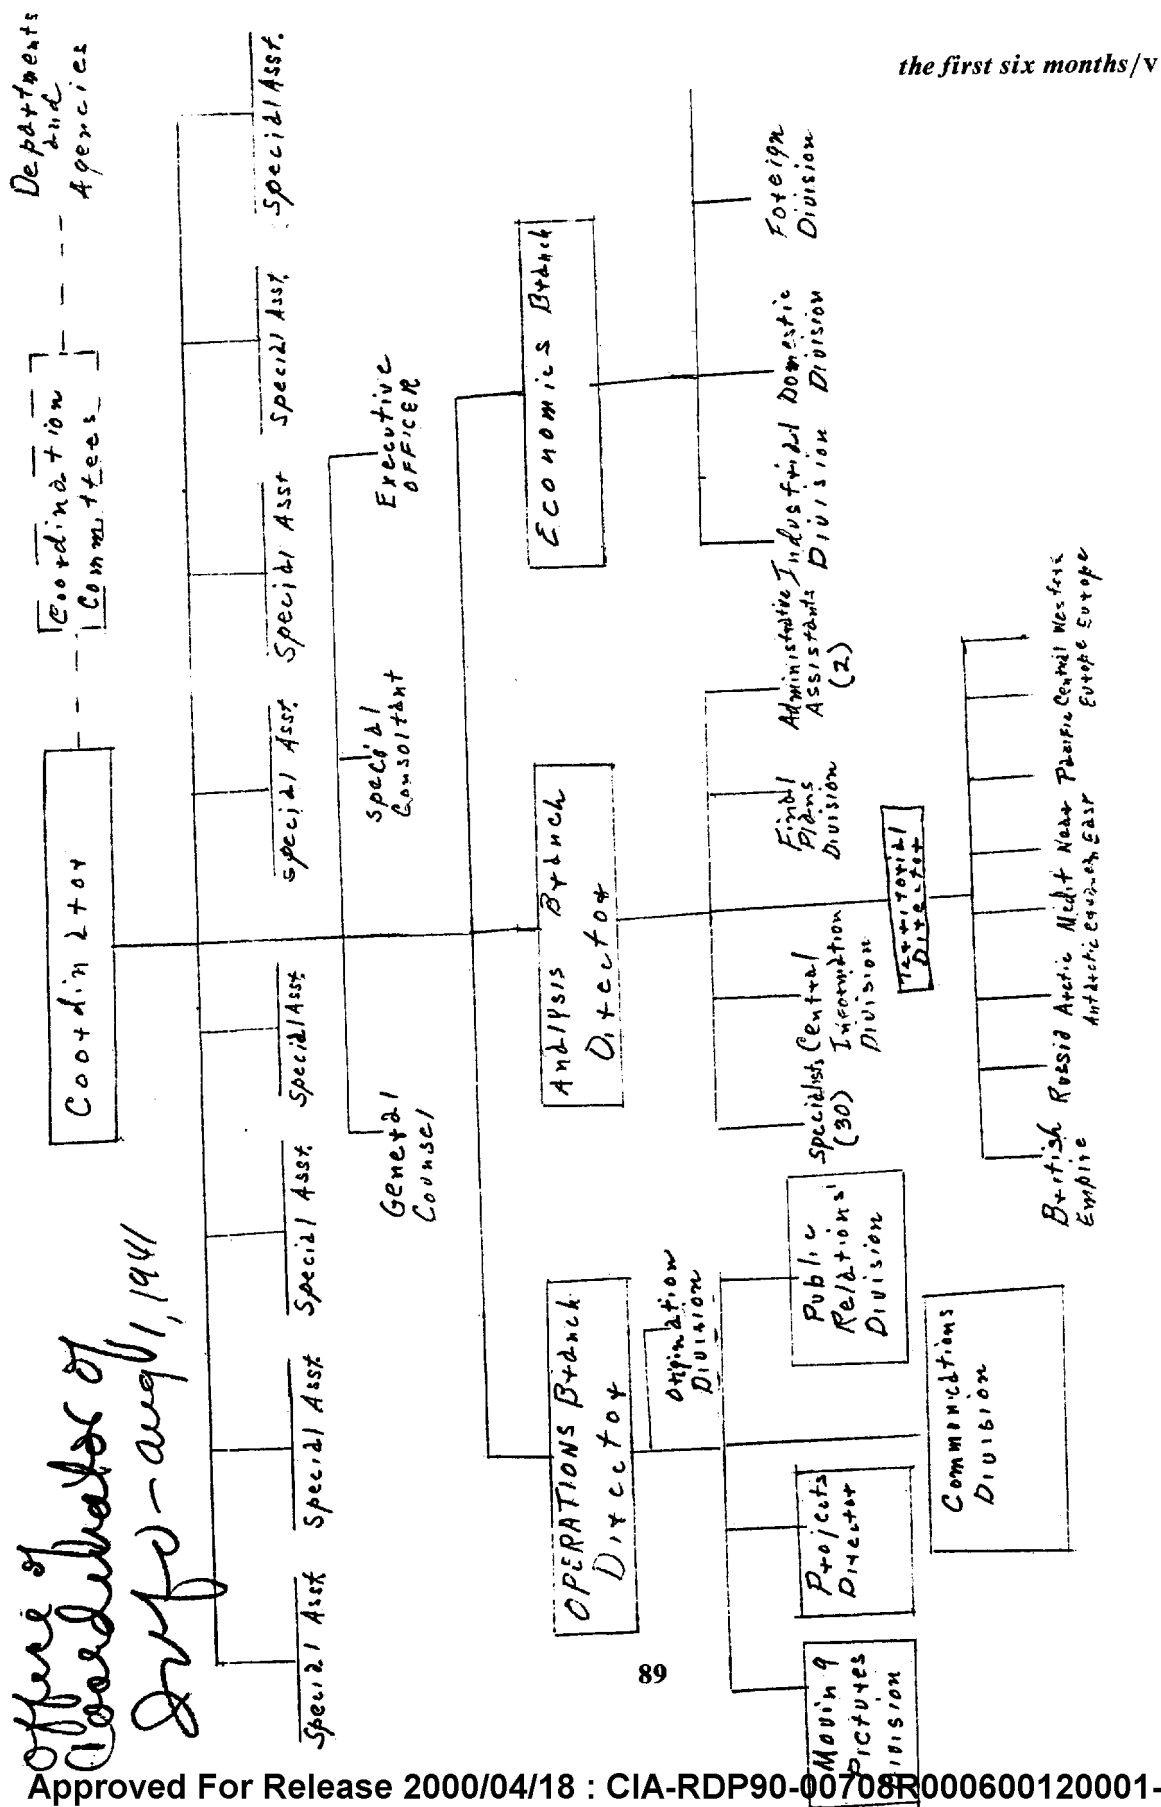 the first six months/v
Office of
Coordinator of
Info - Aug 1, 1941
Coordinator
Coordination
Committees
Departments
and
Agencies
Special Asst
Special Asst
Special Asst.
Special Asst
Special Asst
Special Asst
Special Asst
Special Asst.
General
Counsel
Special
Consultant
Executive
OFFICER
OPERATIONS Branch
Director
Analysis Branch
Director
Economics Branch
Origination
Division
Moving
Pictures
Division
Projects
Director
Communications
Division
Public
Relations
Division
Specialists
(30)
Central
Information
Division
Final
Plans
Division
Administrative
Assistants
(2)
Industrial
Division
Domestic
Division
Foreign
Division
Territorial
Director
British
Empire
Russia
Arctic
Antarctic
Medit
Near
East
Pacific
Central
Europe
Western
Europe
89
Approved For Release 2000/04/18 : CIA-RDP90-00708R000600120001-